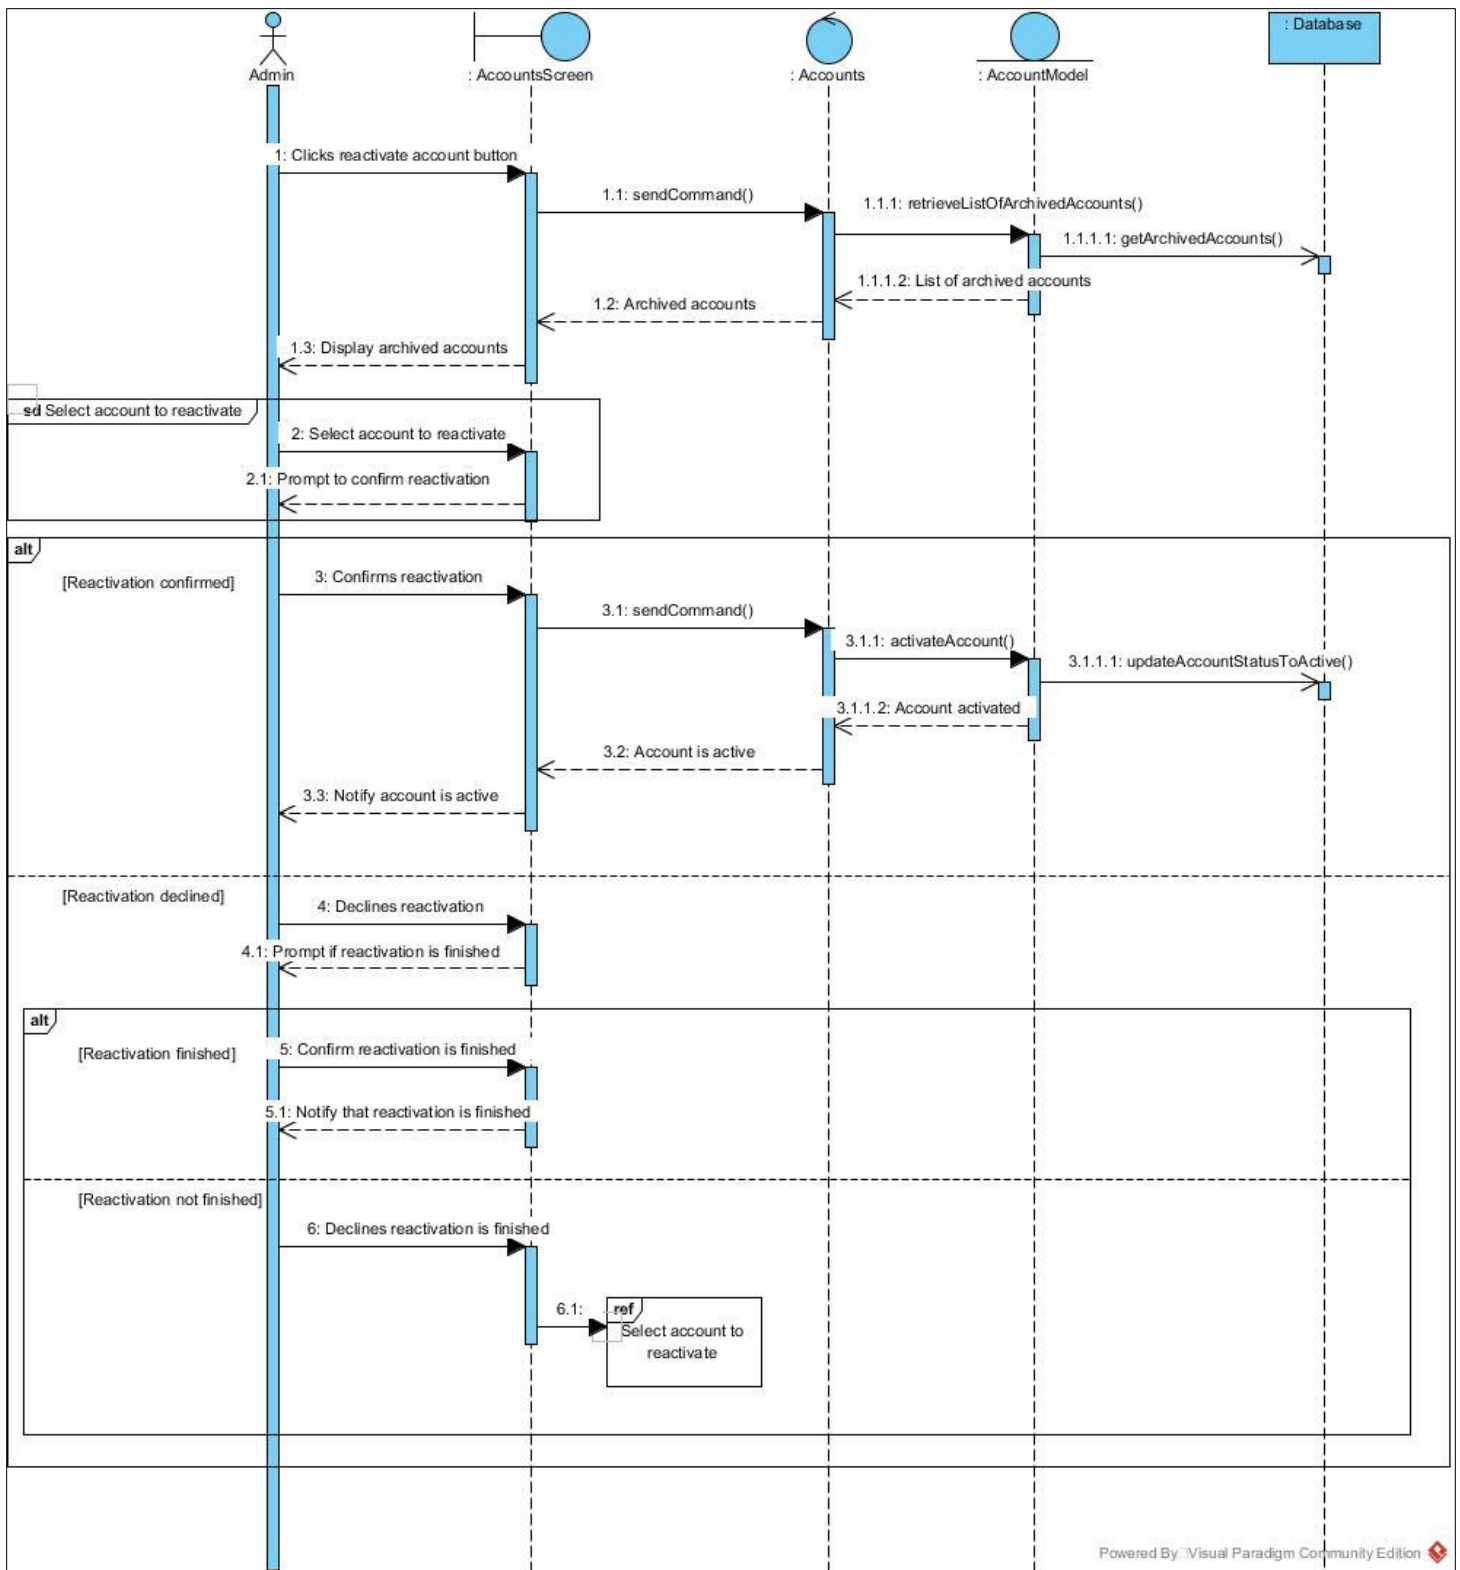 : Database
Admin
: AccountsScreen
: Accounts
: AccountModel
1: Clicks reactivate account button
1.1: sendCommand()
1.1.1: retrieveListOfArchivedAccounts()
1.1.1.1: getArchivedAccounts()
1.1.1.2: List of archived accounts
1.2: Archived accounts
1.3: Display archived accounts
sd Select account to reactivate
2: Select account to reactivate
2.1: Prompt to confirm reactivation
alt
[Reactivation confirmed]
3: Confirms reactivation
3.1: sendCommand()
3.1.1: activateAccount()
3.1.1.1: updateAccountStatusToActive()
3.1.1.2: Account activated
3.2: Account is active
3.3: Notify account is active
[Reactivation declined]
4: Declines reactivation
4.1: Prompt if reactivation is finished
alt
[Reactivation finished]
5: Confirm reactivation is finished
5.1: Notify that reactivation is finished
[Reactivation not finished]
6: Declines reactivation is finished
6.1:
ref
Select account to
reactivate
Powered By Visual Paradigm Community Edition